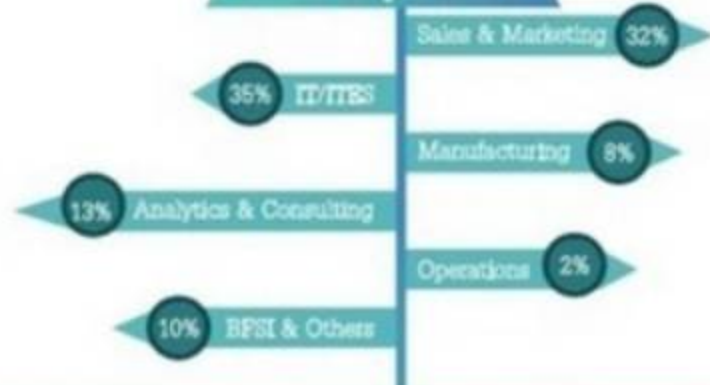 Sales & Marketing 32%
35% IT/ITES
Manufacturing 8%
13% Analytics & Consulting
Operations 2%
10% BFSI & Others